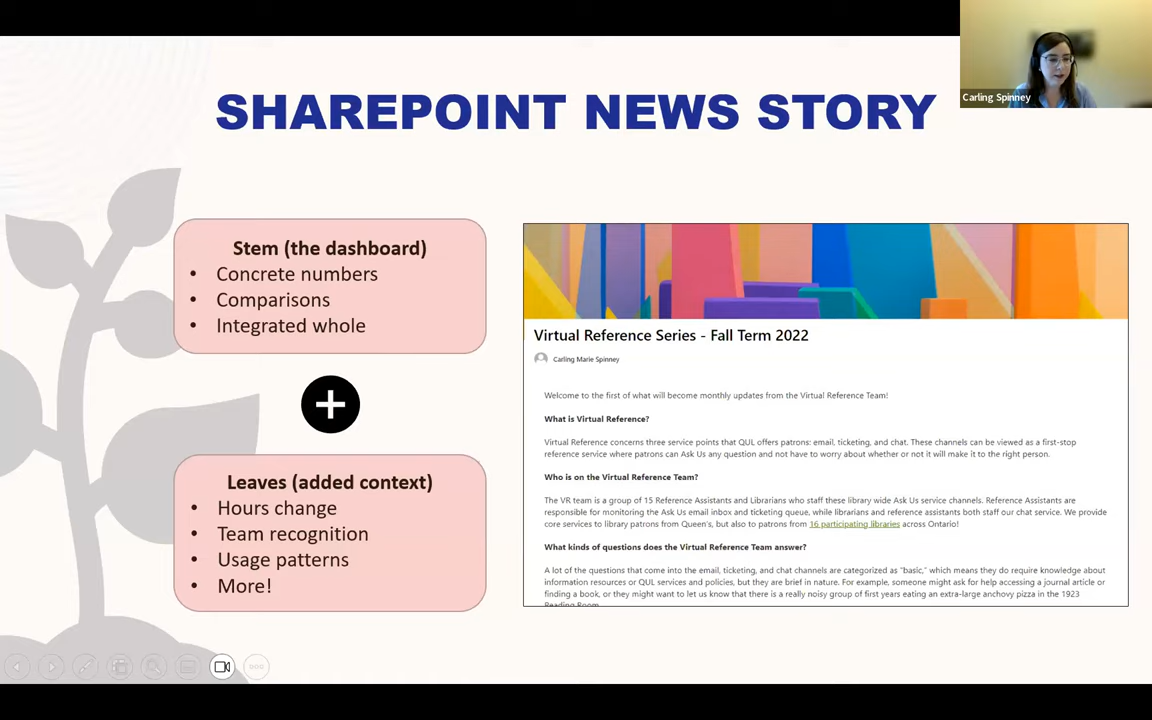 SHAREPOINT NEWS STORY
Carling Spinney
Stem (the dashboard)
• Concrete numbers
• Comparisons
• Integrated whole
+
Leaves (added context)
• Hours change
• Team recognition
• Usage patterns
• More!
Virtual Reference Series - Fall Term 2022
Carling Marie Spinney
Welcome to the first of what will become monthly updates from the Virtual Reference Team!
What is Virtual Reference?
Virtual Reference concerns three service points that QUL offers patrons: email, ticketing, and chat. These channels can be viewed as a first-stop
reference service where patrons can Ask Us any question and not have to worry about whether or not it will make it to the right person.
Who is on the Virtual Reference Team?
The VR team is a group of 15 Reference Assistants and Librarians who staff these library wide Ask Us service channels. Reference Assistants are
responsible for monitoring the Ask Us email inbox and ticketing queue, while librarians and reference assistants both staff our chat service. We provide
core services to library patrons from Queen's, but also to patrons from 16 participating libraries across Ontario!
What kinds of questions does the Virtual Reference Team answer?
A lot of the questions that come into the email, ticketing, and chat channels are categorized as "basic," which means they do require knowledge about
information resources or QUL services and policies, but they are brief in nature. For example, someone might ask for help accessing a journal article or
finding a book, or they might want to let us know that there is a really noisy group of first years eating an extra-large anchovy pizza in the 1923
Reading Room